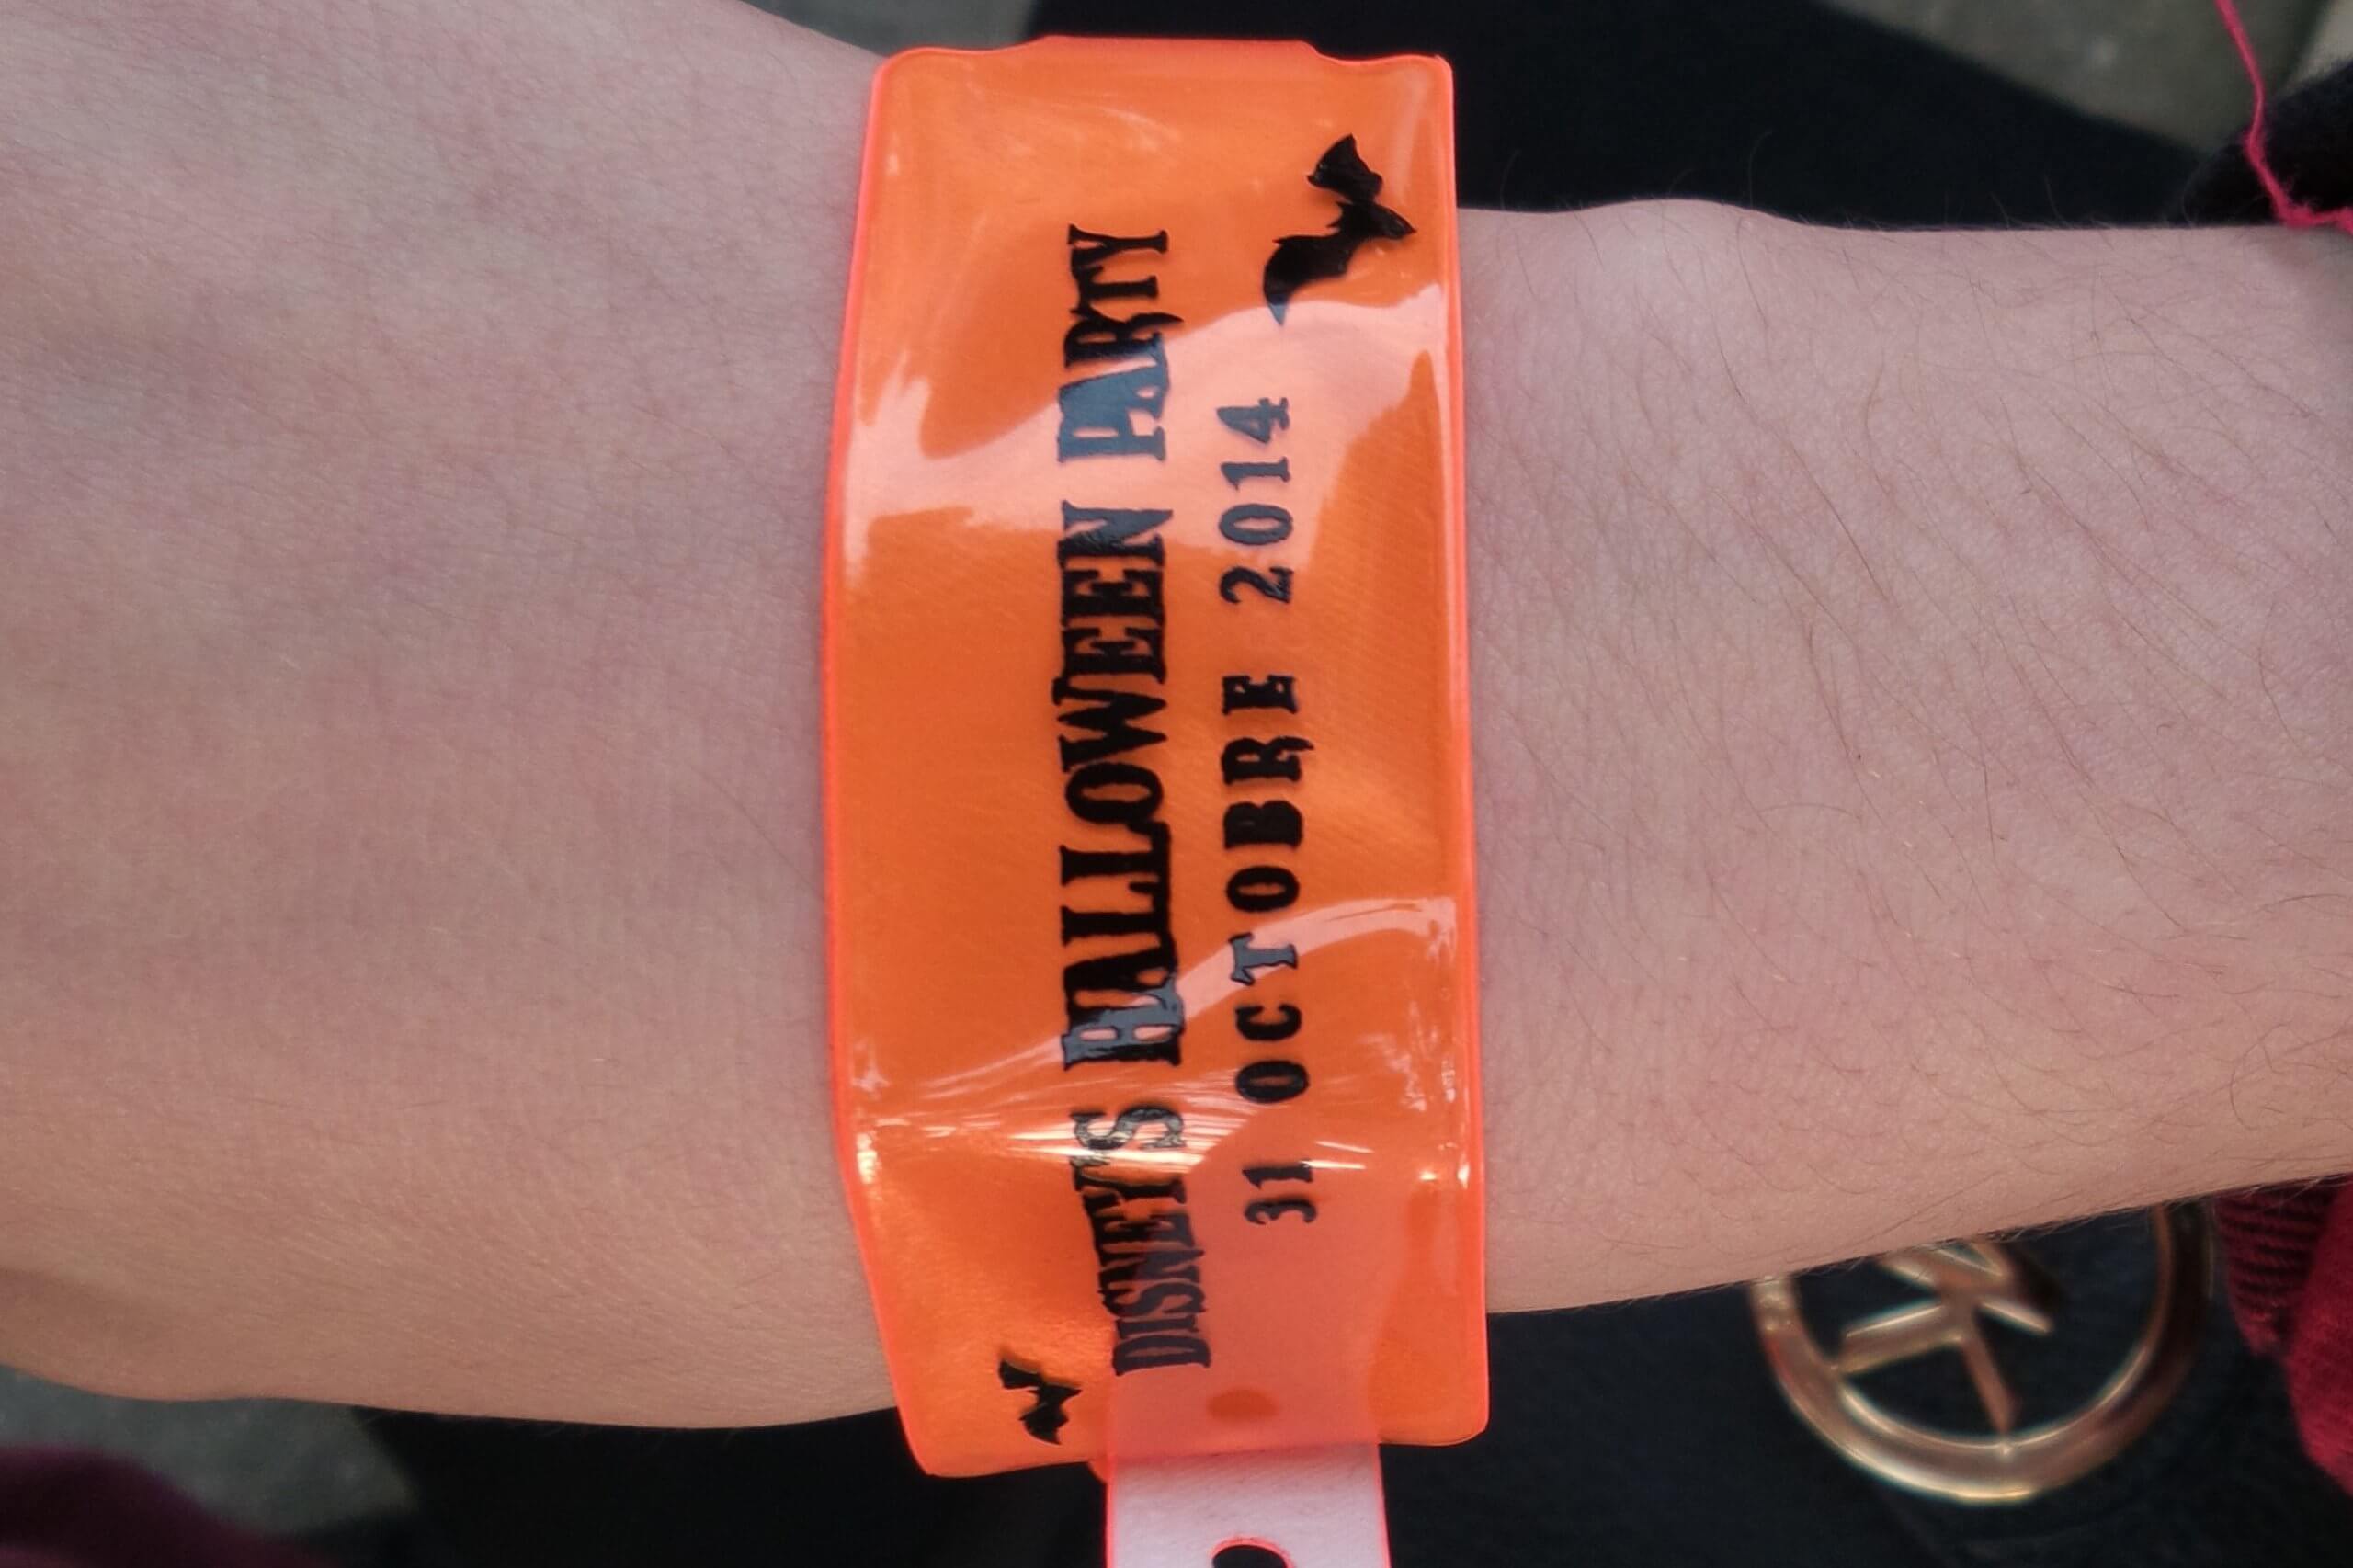 DISNEY'S HALLOWEEN PARTY
31 OCTOBRE 2014